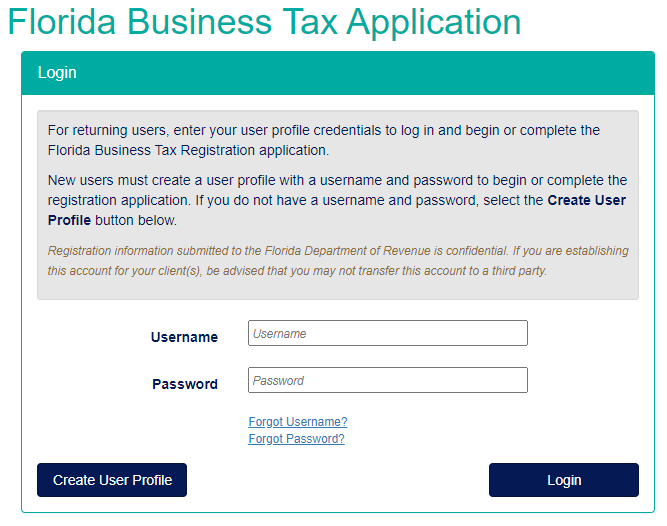 Florida Business Tax Application
Login
For returning users, enter your user profile credentials to log in and begin or complete the
Florida Business Tax Registration application.
New users must create a user profile with a username and password to begin or complete the
registration application. If you do not have a username and password, select the Create User
Profile button below.
Registration information submitted to the Florida Department of Revenue is confidential. If you are establishing
this account for your client(s), be advised that you may not transfer this account to a third party.
Username Username
Password Password
Forgot Username?
Forgot Password?
Create User Profile Login